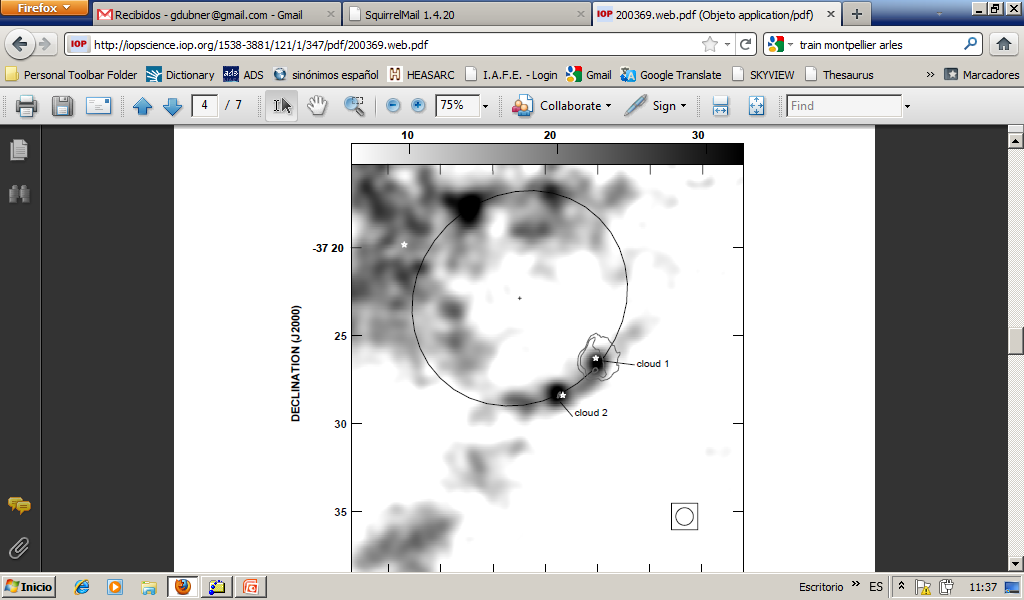 Firefox
Recibidos - gdubner@gmail.com - Gmail
SquirrelMail 1.4.20
IOP 200369.web.pdf (Objeto application/pdf)
IOP http://iopscience.iop.org/1538-3881/121/1/347/pdf/200369.web.pdf
train montpellier arles
Personal Toolbar Folder
Dictionary
ads ADS
sinónimos español
H HEASARC
I.A.F.E. - Login
Gmail
Google Translate
SKYVIEW
Thesaurus
»
Marcadores
4 / 7
75%
Collaborate
Sign
Find
10 20 30
-37 20
25
30
35
DECLINATION (J2000)
cloud 1
cloud 2
Inicio
Escritorio » ES 11:37